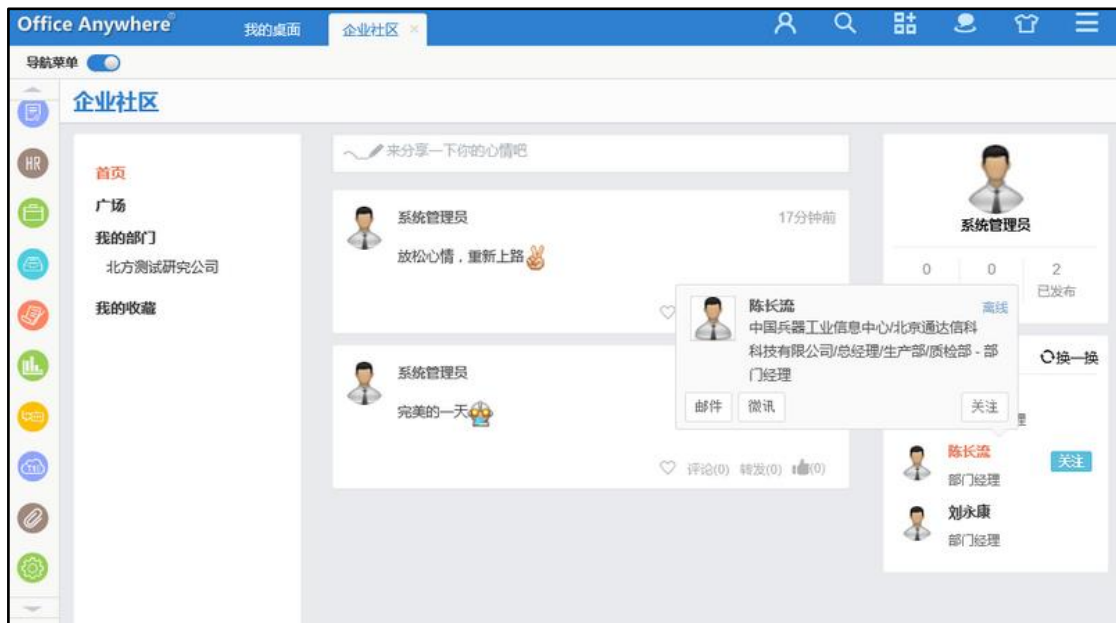 Office Anywhere
我的桌面
企业社区 ×
导航菜单
企业社区
HR
首页
广场
我的部门
北方测试研究公司
我的收藏
来分享一下你的心情吧
系统管理员
17分钟前
放松心情，重新上路
系统管理员
完美的一天
评论(0) 转发(0) (0)
系统管理员
0 0 2
已发布
陈长流
离线
中国兵器工业信息中心/北京通达信科
科技有限公司/总经理/生产部/质检部 - 部
门经理
邮件 微讯 关注
换一换
理
陈长流
关注
部门经理
刘永康
部门经理